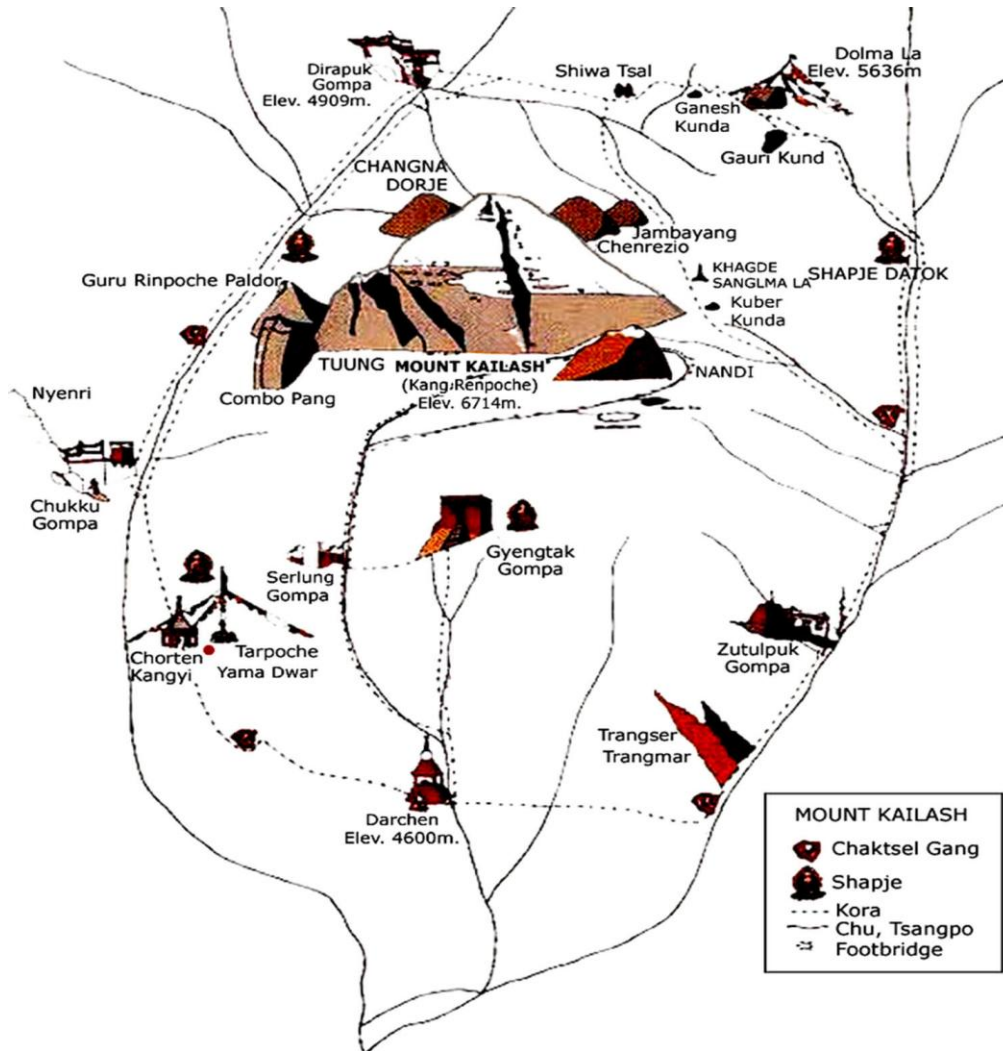 Dirapuk
Gompa
Elev. 4909m.
Shiwa Tsal
Dolma La
Elev. 5636m
Ganesh
Kunda
Gauri Kund
CHANGNA
DORJE
Jambayang
Chenrezio
Guru Rinpoche Paldor
KHAGDE
SANGLMA LA
SHAPJE DATOK
Kuber
Kunda
TUUNG
MOUNT KAILASH
(Kang Renpoche)
Elev. 6714m.
NANDI
Combo Pang
Nyenri
Chukku
Gompa
Gyengtak
Gompa
Serlung
Gompa
Chorten
Kangyi
Tarpoche
Yama Dwar
Zutulpuk
Gompa
Trangser
Trangmar
Darchen
Elev. 4600m.
MOUNT KAILASH
Chaktsel Gang
Shapje
Kora
Chu, Tsangpo
Footbridge